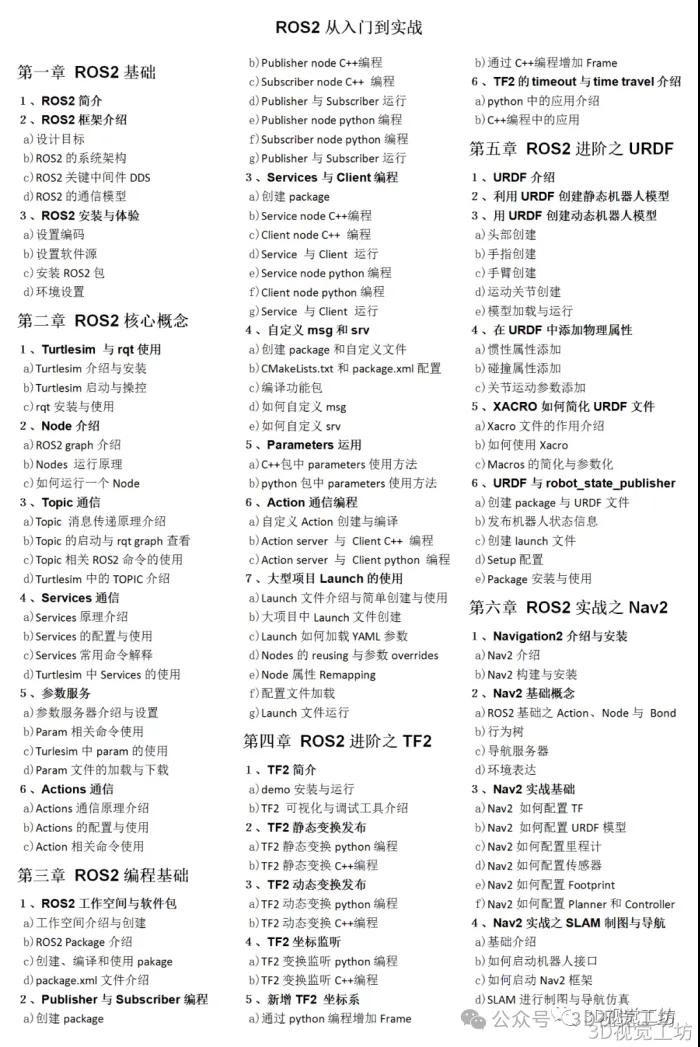 ROS2 从入门到实战
第一章 ROS2 基础
1、ROS2 简介
2、ROS2 框架介绍
a)设计目标
b)ROS2 的系统架构
c)ROS2 关键中间件 DDS
d)ROS2 的通信模型
3、ROS2 安装与体验
a)设置编码
b)设置软件源
c)安装 ROS2 包
d)环境设置
第二章 ROS2 核心概念
1、Turtlesim 与 rqt 使用
a)Turtlesim 介绍与安装
b)Turtlesim 启动与操控
c)rqt 安装与使用
2、Node 介绍
a)ROS2 graph 介绍
b)Nodes 运行原理
c)如何运行一个 Node
3、Topic 通信
a)Topic 消息传递原理介绍
b)Topic 的启动与 rqt graph 查看
c)Topic 相关 ROS2 命令的使用
d)Turtlesim 中的 TOPIC 介绍
4、Services 通信
a)Services 原理介绍
b)Services 的配置与使用
c)Services 常用命令解释
d)Turtlesim 中 Services 的使用
5、参数服务
a)参数服务器介绍与设置
b)Param 相关命令使用
c)Turlesim 中 param 的使用
d)Param 文件的加载与下载
6、Actions 通信
a)Actions 通信原理介绍
b)Actions 的配置与使用
c)Action 相关命令使用
第三章 ROS2 编程基础
1、ROS2 工作空间与软件包
a)工作空间介绍与创建
b)ROS2 Package 介绍
c)创建、编译和使用 pakage
d)package.xml 文件介绍
2、Publisher 与 Subscriber 编程
a)创建 package
b)Publisher node C++编程
c)Subscriber node C++ 编程
d)Publisher 与 Subscriber 运行
e)Publisher node python 编程
f)Subscriber node python 编程
g)Publisher 与 Subscriber 运行
3、Services 与 Client 编程
a)创建 package
b)Service node C++编程
c)Client node C++ 编程
d)Service 与 Client 运行
e)Service node python 编程
f)Client node python 编程
g)Service 与 Client 运行
4、自定义 msg 和 srv
a)创建 package 和自定义文件
b)CMakeLists.txt 和 package.xml 配置
c)编译功能包
d)如何自定义 msg
e)如何自定义 srv
5、Parameters 运用
a)C++包中 parameters 使用方法
b)python 包中 parameters 使用方法
6、Action 通信编程
a)自定义 Action 创建与编译
b)Action server 与 Client C++ 编程
c)Action server 与 Client python 编程
7、大型项目 Launch 的使用
a)Launch 文件介绍与简单创建与使用
b)大项目中 Launch 文件创建
c)Launch 如何加载 YAML 参数
d)Nodes 的 reusing 与参数 overrides
e)Node 属性 Remapping
f)配置文件加载
g)Launch 文件运行
第四章 ROS2 进阶之 TF2
1、TF2 简介
a)demo 安装与运行
b)TF2 可视化与调试工具介绍
2、TF2 静态变换发布
a)TF2 静态变换 python 编程
b)TF2 静态变换 C++编程
3、TF2 动态变换发布
a)TF2 动态变换 python 编程
b)TF2 动态变换 C++编程
4、TF2 坐标监听
a)TF2 变换监听 python 编程
b)TF2 变换监听 C++编程
5、新增 TF2 坐标系
a)通过 python 编程增加 Frame
b)通过 C++编程增加 Frame
6、TF2 的 timeout 与 time travel 介绍
a)python 中的应用介绍
b)C++编程中的应用
第五章 ROS2 进阶之 URDF
1、URDF 介绍
2、利用 URDF 创建静态机器人模型
3、用 URDF 创建动态机器人模型
a)头部创建
b)手指创建
c)手臂创建
d)运动关节创建
e)模型加载与运行
4、在 URDF 中添加物理属性
a)惯性属性添加
b)碰撞属性添加
c)关节运动参数添加
5、XACRO 如何简化 URDF 文件
a)Xacro 文件的作用介绍
b)如何使用 Xacro
c)Macros 的简化与参数化
6、URDF 与 robot_state_publisher
a)创建 package 与 URDF 文件
b)发布机器人状态信息
c)创建 launch 文件
d)Setup 配置
e)Package 安装与使用
第六章 ROS2 实战之 Nav2
1、Navigation2 介绍与安装
a)Nav2 介绍
b)Nav2 构建与安装
2、Nav2 基础概念
a)ROS2 基础之 Action、Node 与 Bond
b)行为树
c)导航服务器
d)环境表达
3、Nav2 实战基础
a)Nav2 如何配置 TF
b)Nav2 如何配置 URDF 模型
c)Nav2 如何配置里程计
d)Nav2 如何配置传感器
e)Nav2 如何配置 Footprint
f)Nav2 如何配置 Planner 和 Controller
4、Nav2 实战之 SLAM 制图与导航
a)基础介绍
b)如何启动机器人接口
c)如何启动 Nav2 框架
d)SLAM 进行制图与导航仿真
公众号·3D视觉工坊
3D视觉工坊